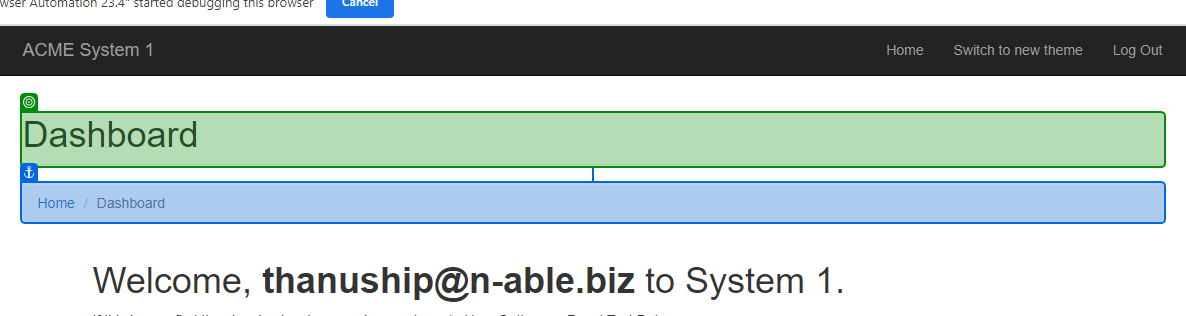 wser Automation 23.4" started debugging this browser Cancel
ACME System 1 Home Switch to new theme Log Out
Dashboard
Home / Dashboard
Welcome, thanuship@n-able.biz to System 1.